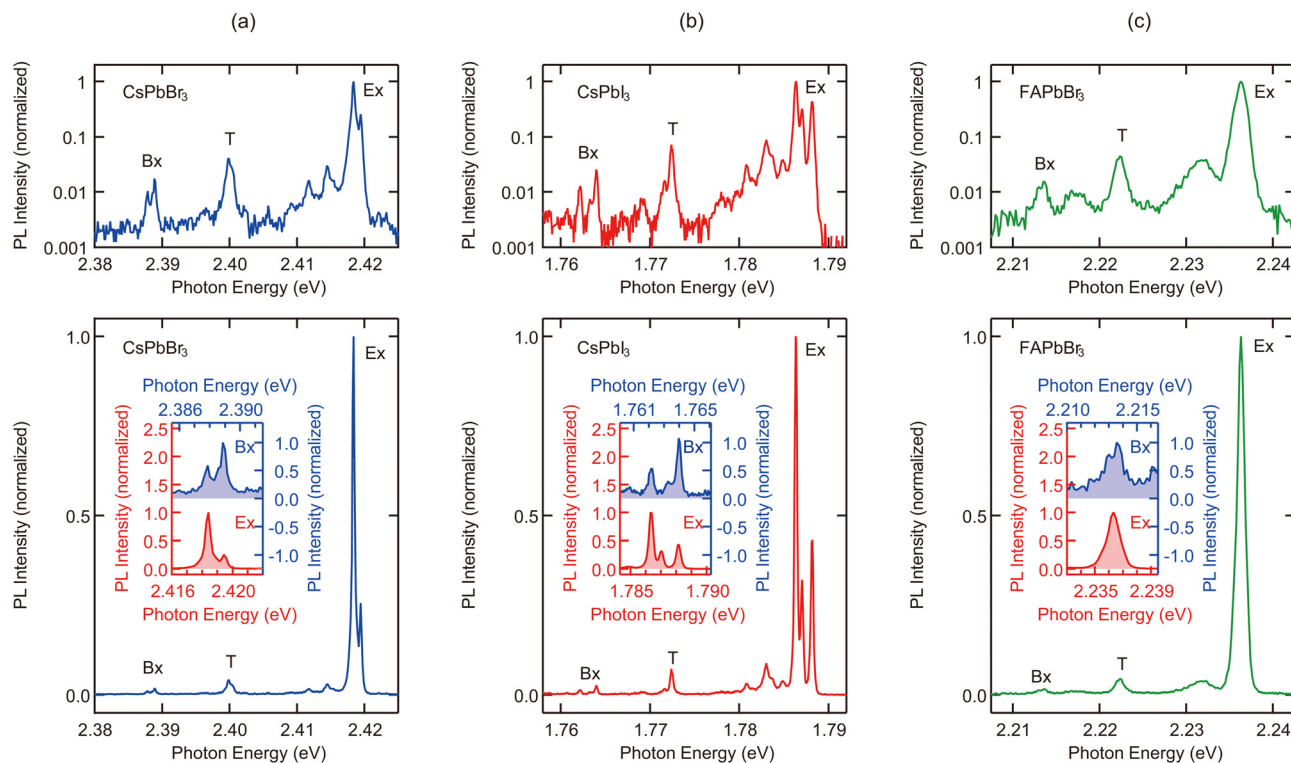 (a)
(b)
(c)
PL Intensity (normalized)
1
0.1
0.01
0.001
CsPbBr3
Ex
T
Bx
2.38 2.39 2.40 2.41 2.42
Photon Energy (eV)
PL Intensity (normalized)
1
0.1
0.01
0.001
CsPbI3
Ex
T
Bx
1.76 1.77 1.78 1.79
Photon Energy (eV)
PL Intensity (normalized)
1
0.1
0.01
0.001
FAPbBr3
Ex
T
Bx
2.21 2.22 2.23 2.24
Photon Energy (eV)
PL Intensity (normalized)
1.0
0.5
0.0
CsPbBr3
Ex
Photon Energy (eV)
2.386 2.390
PL Intensity (normalized)
2.5
2.0
1.5
1.0
0.5
0.0
Bx
Ex
1.0
0.5
0.0
-0.5
-1.0
PL Intensity (normalized)
2.416 2.420
Photon Energy (eV)
Bx
T
2.38 2.39 2.40 2.41 2.42
Photon Energy (eV)
PL Intensity (normalized)
1.0
0.5
0.0
CsPbI3
Ex
Photon Energy (eV)
1.761 1.765
PL Intensity (normalized)
2.5
2.0
1.5
1.0
0.5
0.0
Bx
Ex
1.0
0.5
0.0
-0.5
-1.0
PL Intensity (normalized)
1.785 1.790
Photon Energy (eV)
Bx
T
1.76 1.77 1.78 1.79
Photon Energy (eV)
PL Intensity (normalized)
1.0
0.5
0.0
FAPbBr3
Ex
Photon Energy (eV)
2.210 2.215
PL Intensity (normalized)
2.5
2.0
1.5
1.0
0.5
0.0
Bx
Ex
1.0
0.5
0.0
-0.5
-1.0
PL Intensity (normalized)
2.235 2.239
Photon Energy (eV)
Bx
T
2.21 2.22 2.23 2.24
Photon Energy (eV)